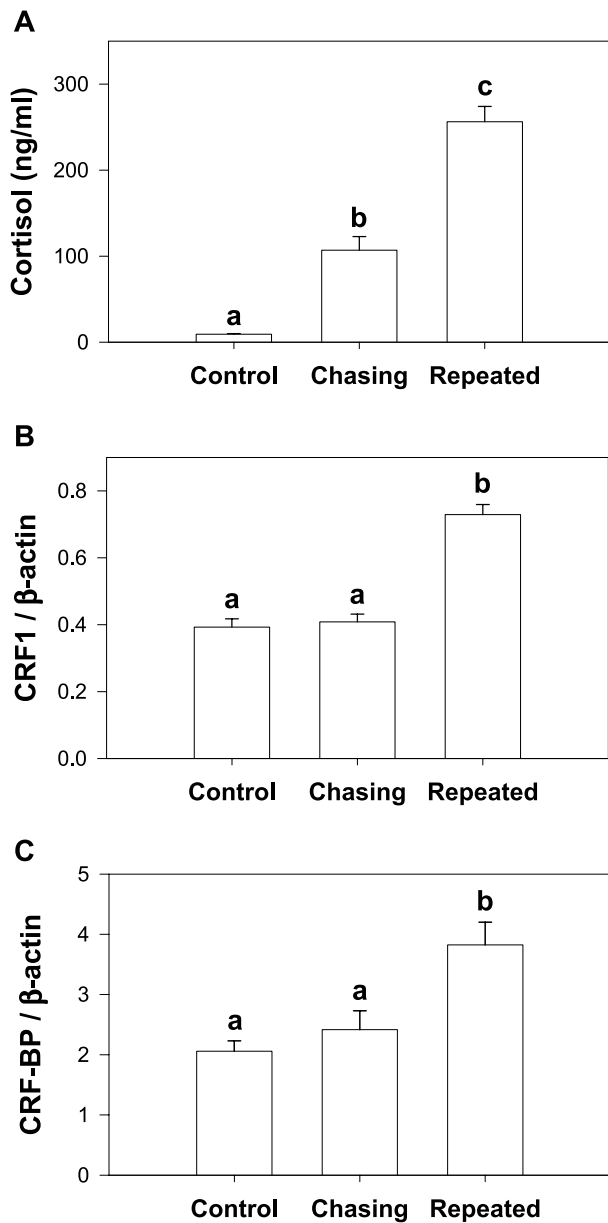 A
Cortisol (ng/ml)
300
200
100
0
a
b
c
Control Chasing Repeated
B
CRF1 / β-actin
0.8
0.6
0.4
0.2
0.0
a
a
b
Control Chasing Repeated
C
CRF-BP / β-actin
5
4
3
2
1
0
a
a
b
Control Chasing Repeated